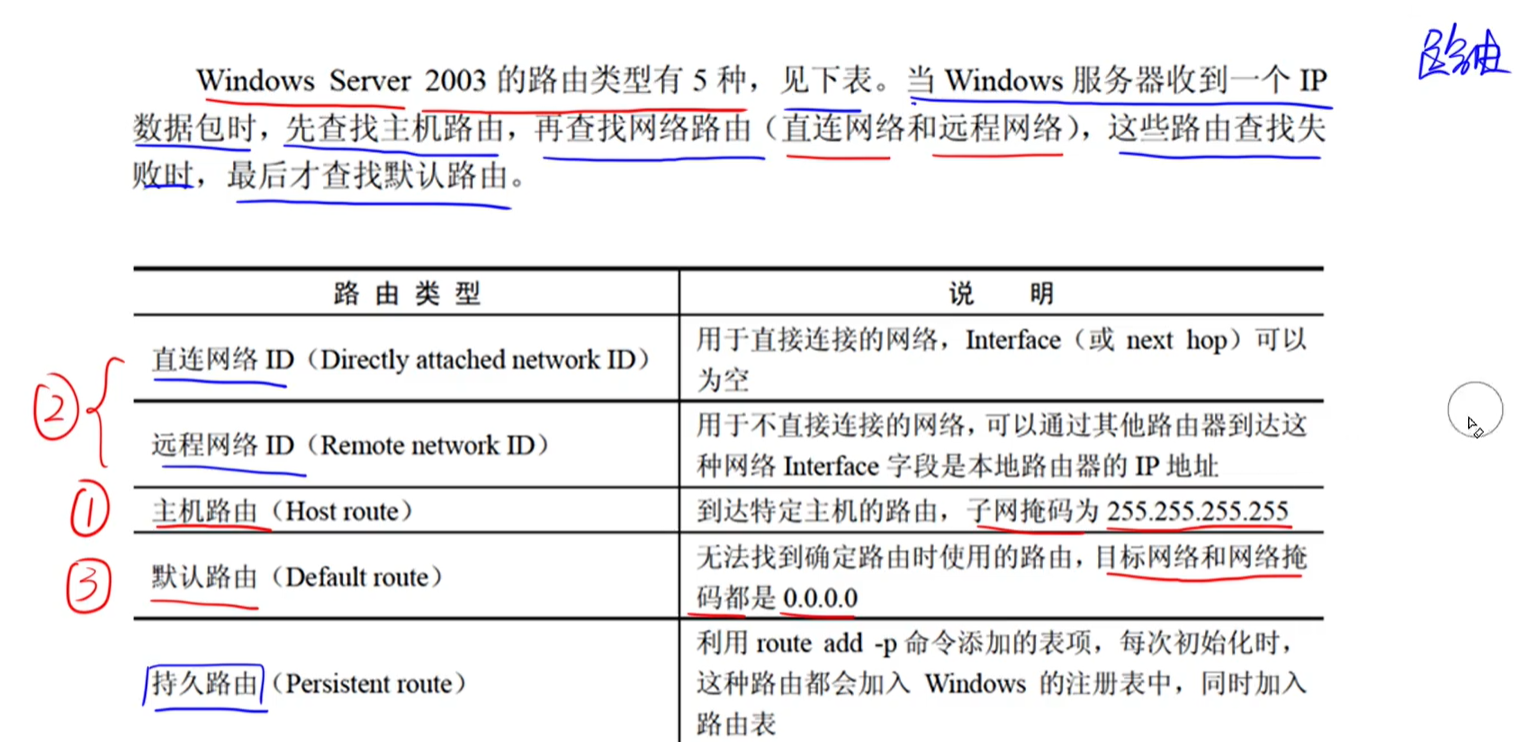 路由
Windows Server 2003 的路由类型有 5 种，见下表。当 Windows 服务器收到一个 IP
数据包时，先查找主机路由，再查找网络路由（直连网络和远程网络），这些路由查找失
败时，最后才查找默认路由。
路由类型 说 明
直连网络 ID（Directly attached network ID） 用于直接连接的网络，Interface（或 next hop）可以
为空
② 远程网络 ID（Remote network ID） 用于不直接连接的网络，可以通过其他路由器到达这
种网络 Interface 字段是本地路由器的 IP 地址
① 主机路由（Host route） 到达特定主机的路由，子网掩码为 255.255.255.255
③ 默认路由（Default route） 无法找到确定路由时使用的路由，目标网络和网络掩
码都是 0.0.0.0
持久路由（Persistent route） 利用 route add -p 命令添加的表项，每次初始化时，
这种路由都会加入 Windows 的注册表中，同时加入
路由表